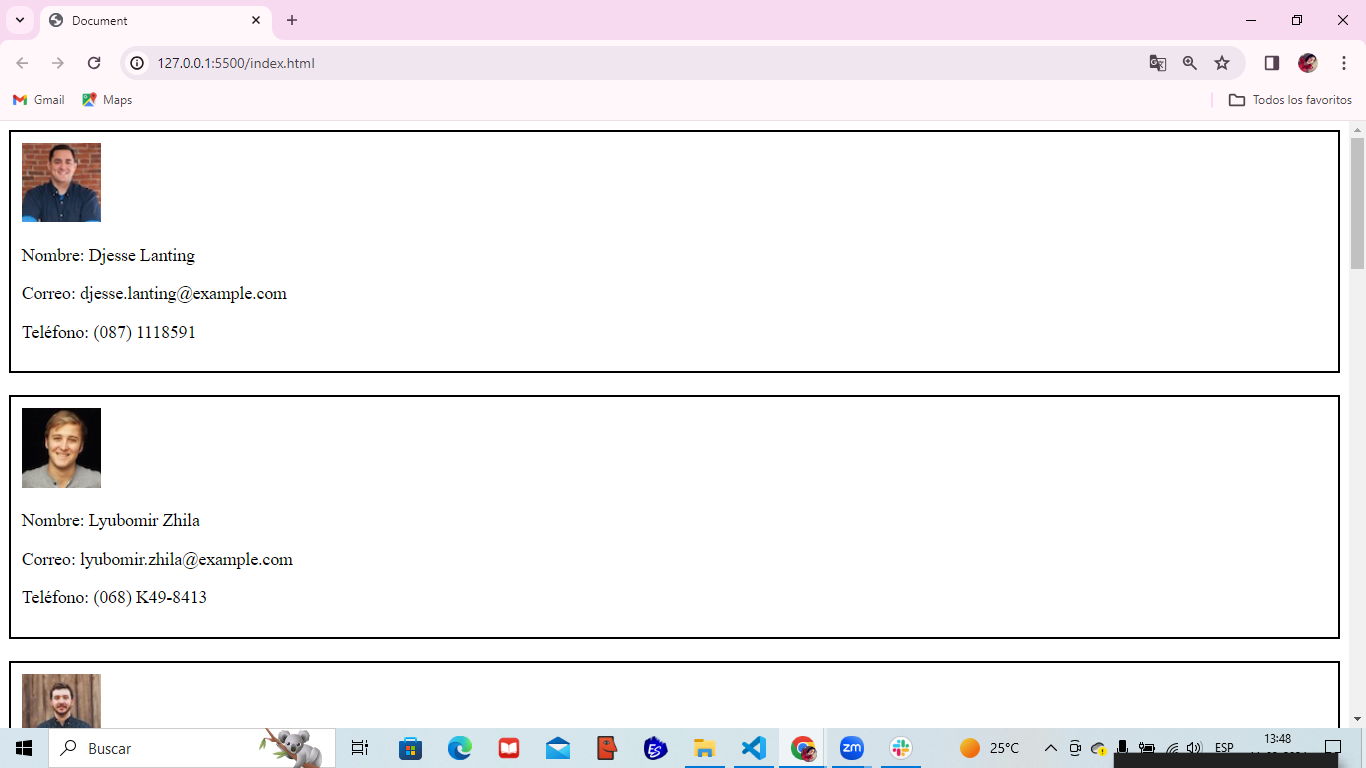 Document
127.0.0.1:5500/index.html
Gmail
Maps
Todos los favoritos
Nombre: Djesse Lanting
Correo: djesse.lanting@example.com
Teléfono: (087) 1118591
Nombre: Lyubomir Zhila
Correo: lyubomir.zhila@example.com
Teléfono: (068) K49-8413
Buscar
zm
25°C
ESP
13:48